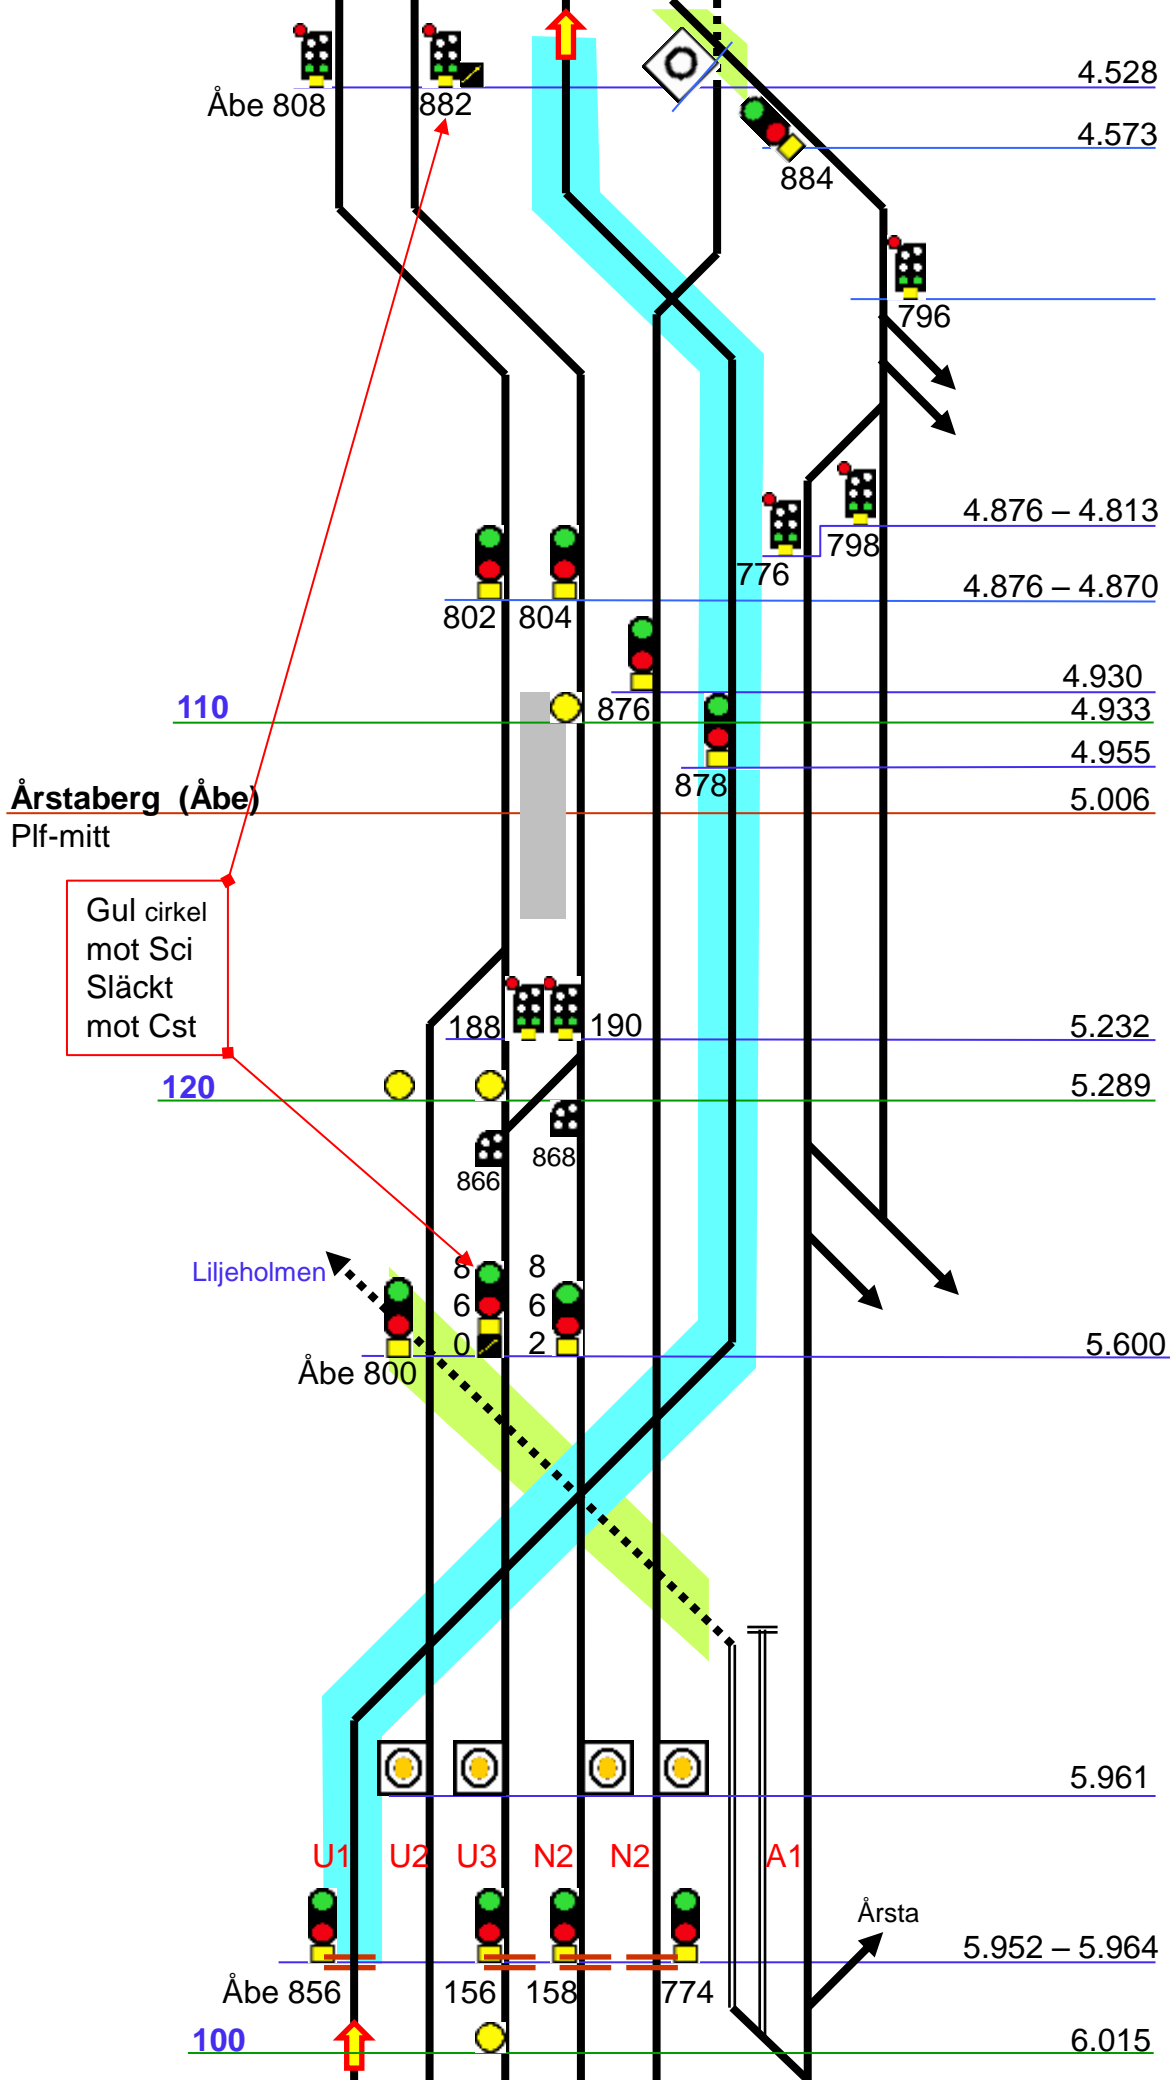 4.528
Åbe 808
882
4.573
884
796
4.876 – 4.813
798
776
4.876 – 4.870
802 804
4.930
110
876
4.933
4.955
878
Årstaberg (Åbe)
5.006
Plf-mitt
Gul cirkel
mot Sci
Släckt
mot Cst
188
190
5.232
120
5.289
866
868
Liljeholmen
8
6
0
8
6
2
5.600
Åbe 800
5.961
U1 U2 U3 N2 N2 A1
Årsta
5.952 – 5.964
Åbe 856
156
158
774
100
6.015